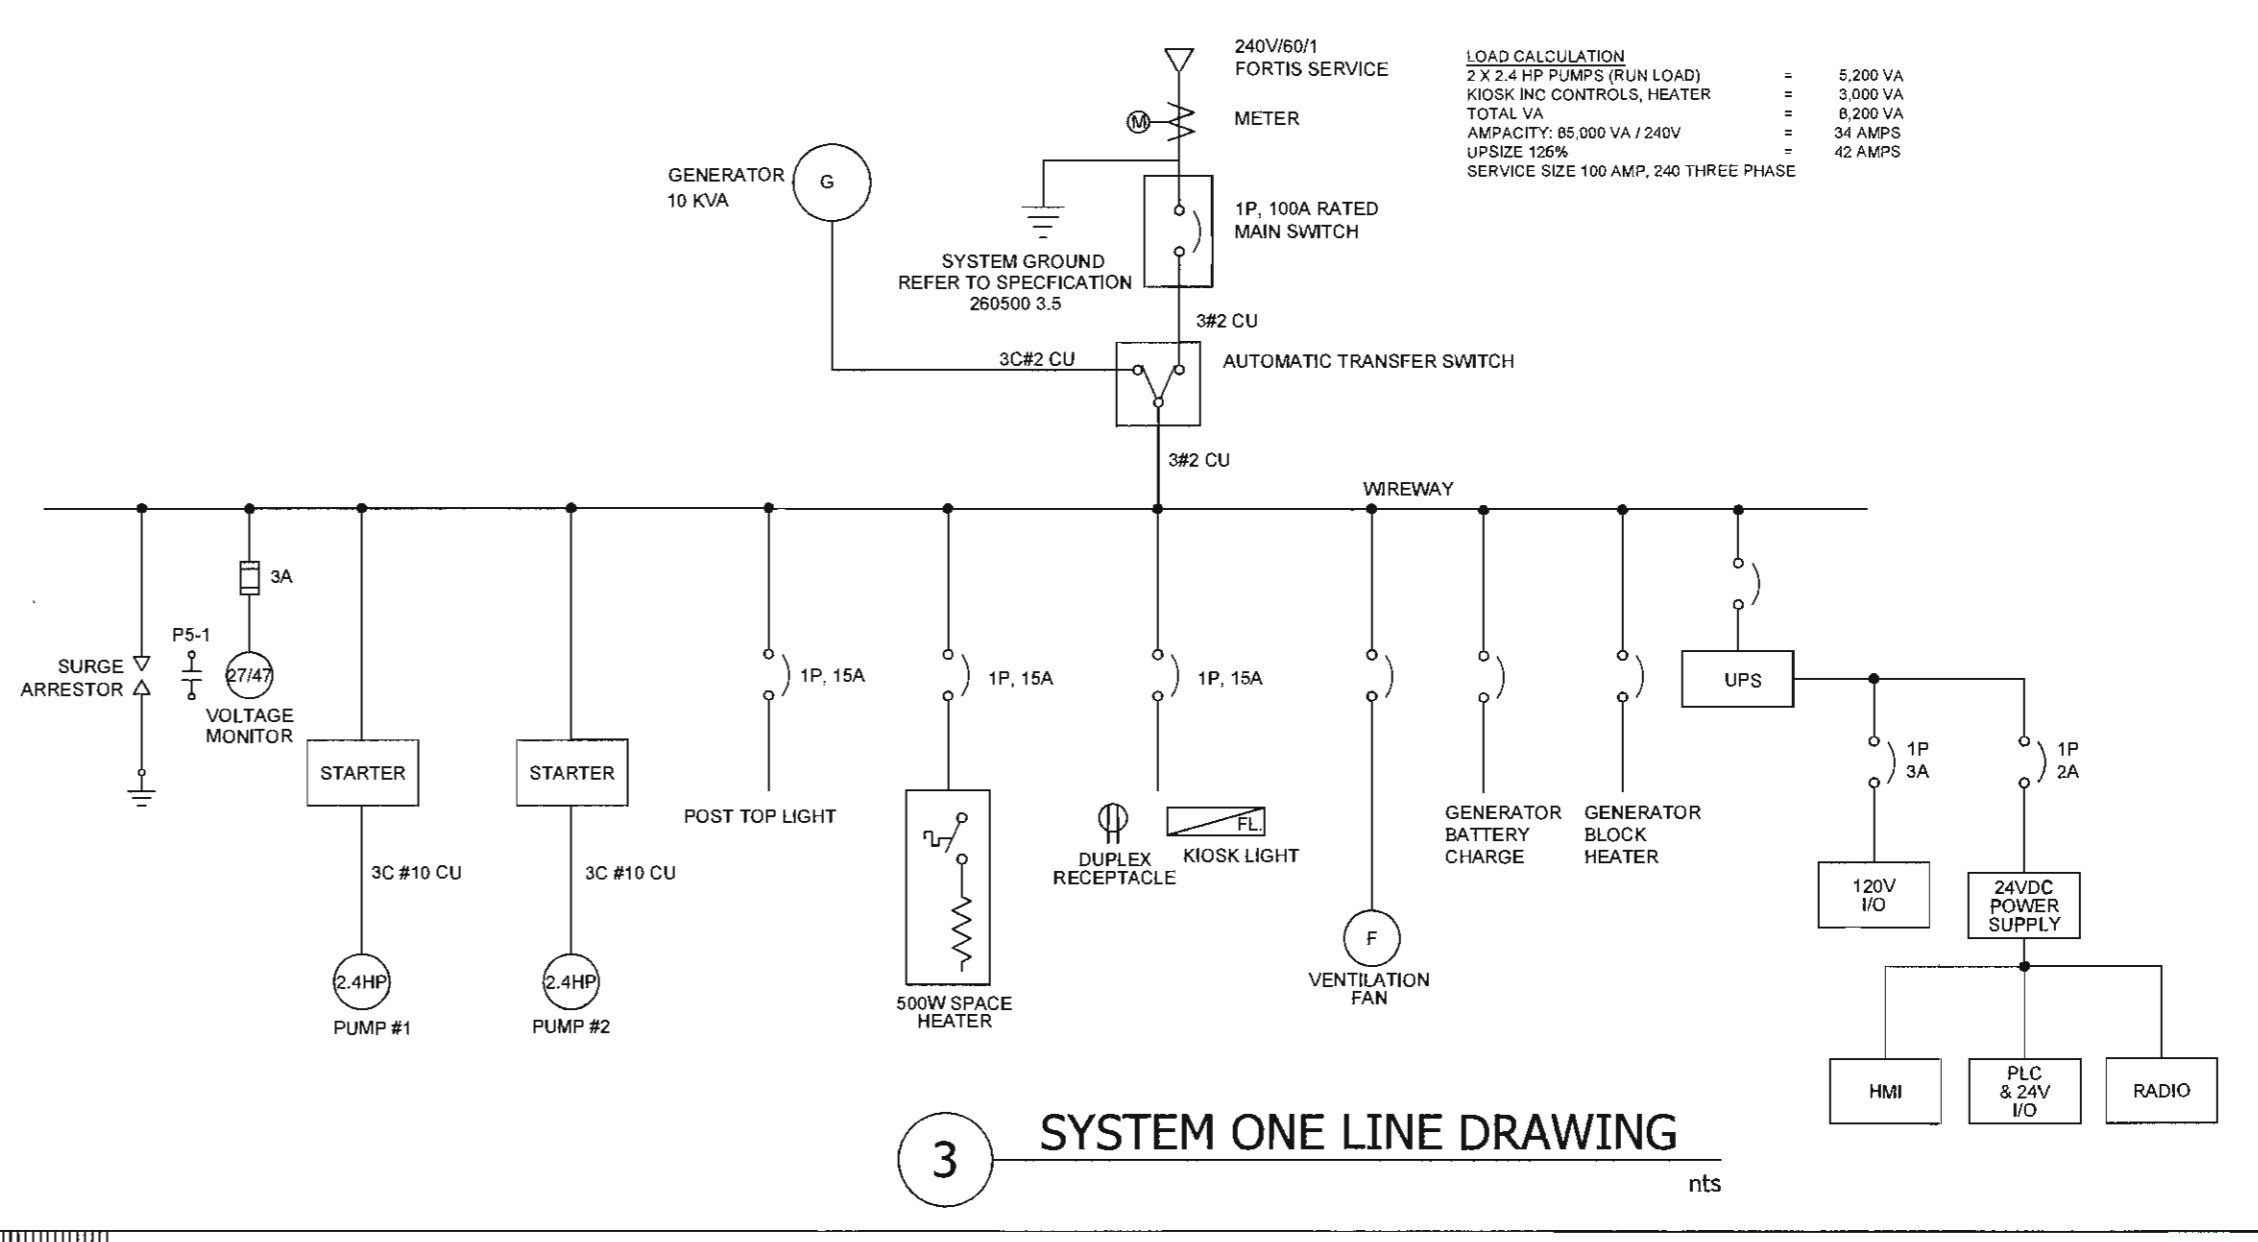 240V/60/1
FORTIS SERVICE
METER
LOAD CALCULATION
2 X 2.4 HP PUMPS (RUN LOAD) = 5,200 VA
KIOSK INC CONTROLS, HEATER = 3,000 VA
TOTAL VA = 8,200 VA
AMPACITY: 85,000 VA / 240V = 34 AMPS
UPSIZE 126% = 42 AMPS
SERVICE SIZE 100 AMP, 240 THREE PHASE
M
GENERATOR
10 KVA
G
1P, 100A RATED
MAIN SWITCH
SYSTEM GROUND
REFER TO SPECFICATION
260500 3.5
3#2 CU
3C#2 CU
AUTOMATIC TRANSFER SWITCH
3#2 CU
WIREWAY
3A
P5-1
SURGE
ARRESTOR
27/47
VOLTAGE
MONITOR
1P, 15A
1P, 15A
1P, 15A
UPS
STARTER
STARTER
1P
3A
1P
2A
POST TOP LIGHT
FL.
DUPLEX
RECEPTACLE
KIOSK LIGHT
GENERATOR
BATTERY
CHARGE
GENERATOR
BLOCK
HEATER
3C #10 CU
3C #10 CU
120V
I/O
24VDC
POWER
SUPPLY
F
VENTILATION
FAN
2.4HP
PUMP #1
2.4HP
PUMP #2
500W SPACE
HEATER
HMI
PLC
& 24V
I/O
RADIO
3
SYSTEM ONE LINE DRAWING
nts